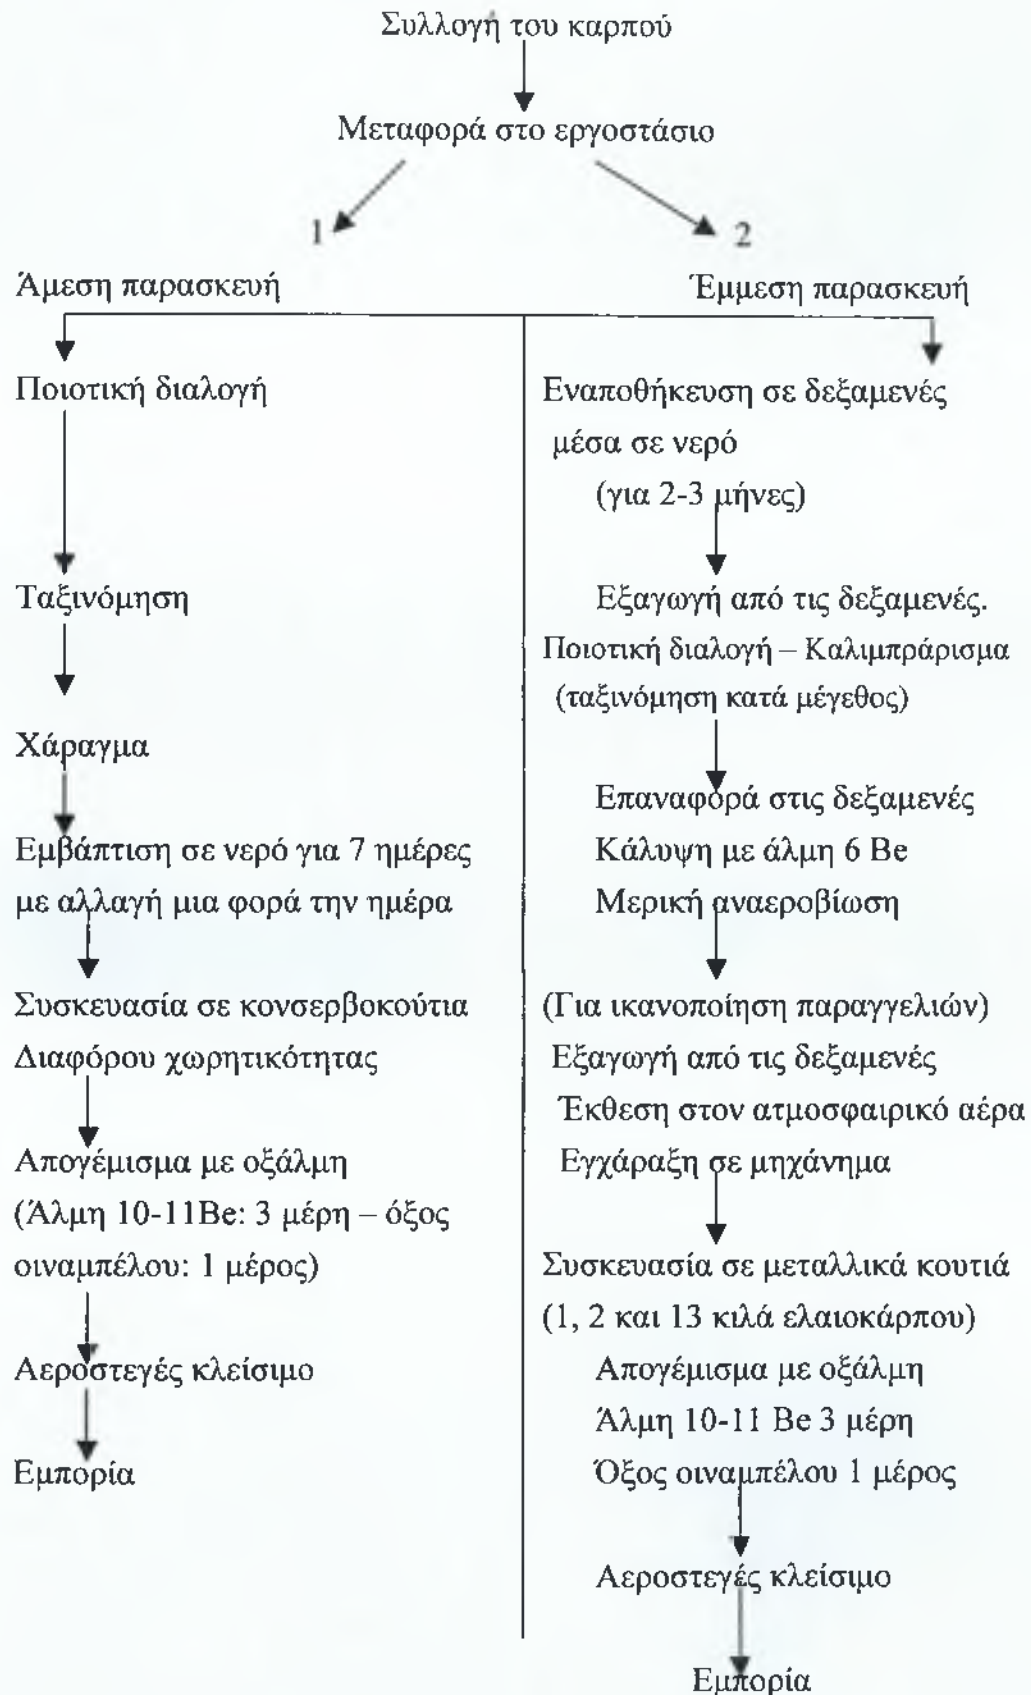 Συλλογή του καρπού
Μεταφορά στο εργοστάσιο
1
2
Άμεση παρασκευή
Ποιοτική διαλογή
Ταξινόμηση
Χάραγμα
Εμβάπτιση σε νερό για 7 ημέρες
με αλλαγή μια φορά την ημέρα
Συσκευασία σε κονσερβοκούτια
Διαφόρου χωρητικότητας
Απογέμισμα με οξάλμη
(Άλμη 10-11Be: 3 μέρη – όξος
οιναμπέλου: 1 μέρος)
Αεροστεγές κλείσιμο
Εμπορία
Έμμεση παρασκευή
Εναποθήκευση σε δεξαμενές
μέσα σε νερό
(για 2-3 μήνες)
Εξαγωγή από τις δεξαμενές.
Ποιοτική διαλογή – Καλιμπράρισμα
(ταξινόμηση κατά μέγεθος)
Επαναφορά στις δεξαμενές
Κάλυψη με άλμη 6 Be
Μερική αναεροβίωση
(Για ικανοποίηση παραγγελιών)
Εξαγωγή από τις δεξαμενές
Έκθεση στον ατμοσφαιρικό αέρα
Εγχάραξη σε μηχάνημα
Συσκευασία σε μεταλλικά κουτιά
(1, 2 και 13 κιλά ελαιοκάρπου)
Απογέμισμα με οξάλμη
Άλμη 10-11 Be 3 μέρη
Όξος οιναμπέλου 1 μέρος
Αεροστεγές κλείσιμο
Εμπορία